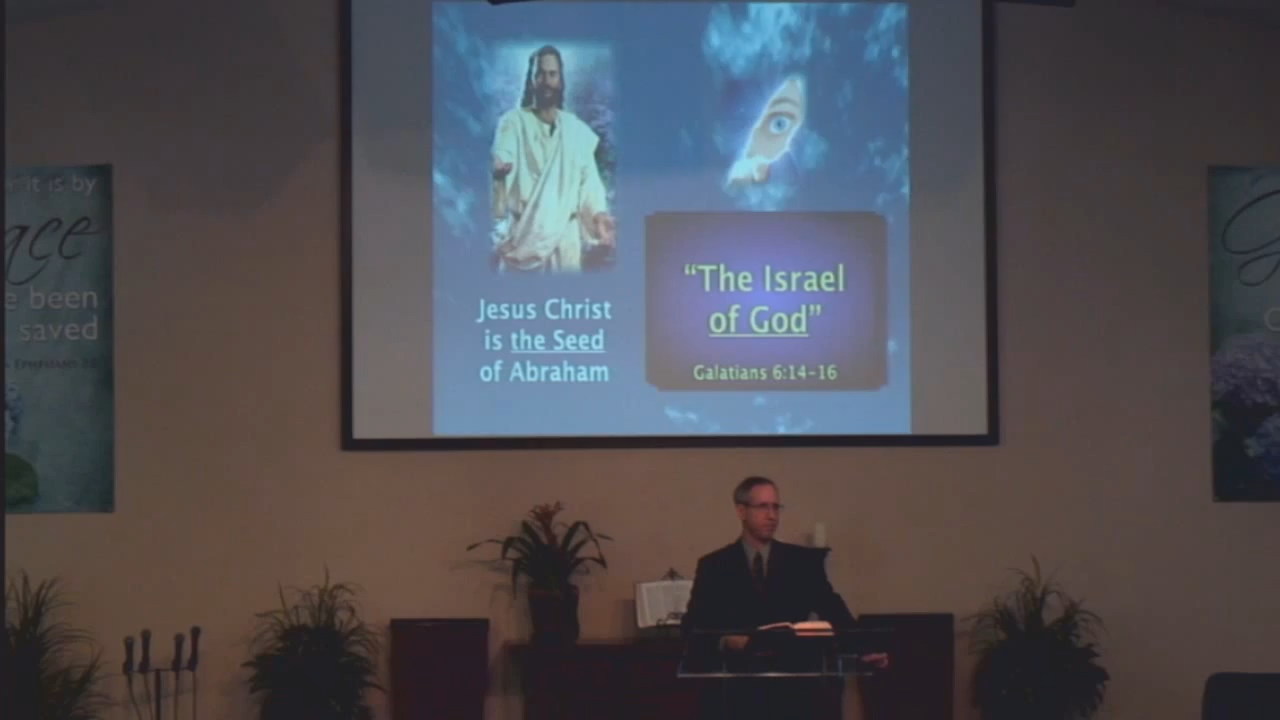 it is by
ace
e been
saved
Jesus Christ
is the Seed
of Abraham
“The Israel
of God”
Galatians 6:14-16